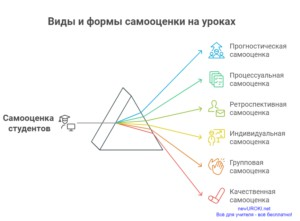 Виды и формы самооценки на уроках
Самооценка
студентов
Прогностическая
самооценка
Процессуальная
самооценка
Ретроспективная
самооценка
Индивидуальная
самооценка
Групповая
самооценка
Качественная
самооценка
newUROKI.net
Всё для учителя - всё бесплатно!